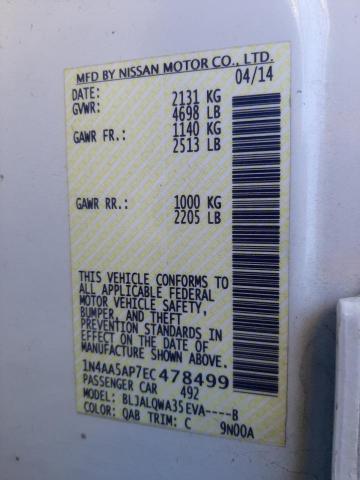 MFD BY NISSAN MOTOR CO., LTD.
04/14
DATE:
GVWR: 2131 KG
4698 LB
GAWR FR.: 1140 KG
2513 LB
GAWR RR.: 1000 KG
2205 LB
THIS VEHICLE CONFORMS TO
ALL APPLICABLE FEDERAL
MOTOR VEHICLE SAFETY,
BUMPER, AND THEFT
PREVENTION STANDARDS
IN EFFECT ON THE DATE OF
MANUFACTURE SHOWN ABOVE.
1N4AA5AP7EC478499
PASSENGER CAR 492
MODEL: BLJALQWA35EVA----B
COLOR: QAB TRIM: C 9N00A